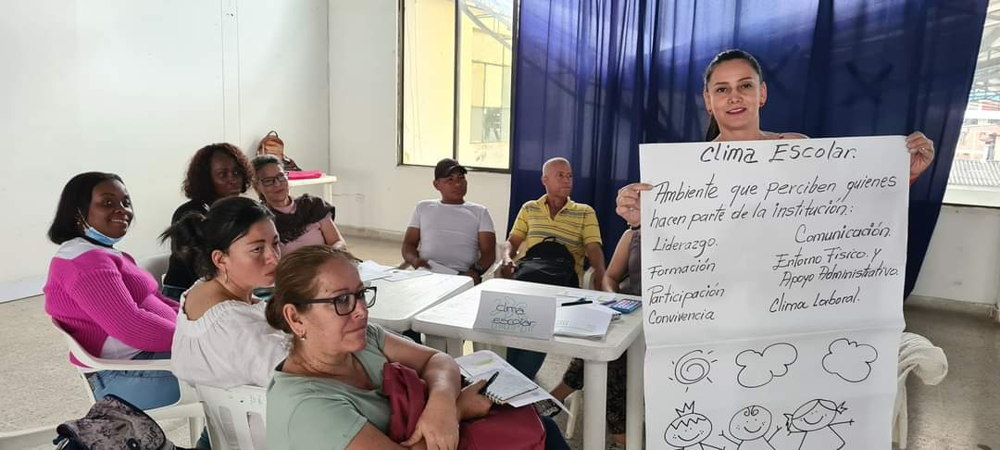 Clima Escolar.
Ambiente que perciben quienes
hacen parte de la institución:
Liderazgo.
Formación
Participación
Convivencia
Comunicación.
Entorno Físico y
Apoyo Administrativo.
Clima Laboral.
clima
escolar